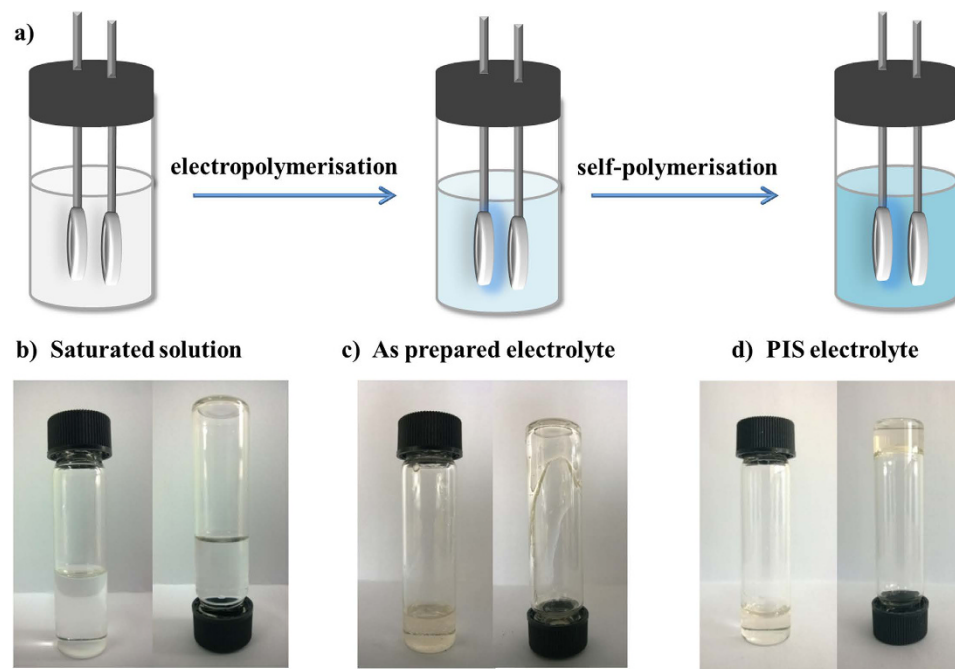 a)
electropolymerisation
self-polymerisation
b) Saturated solution
c) As prepared electrolyte
d) PIS electrolyte